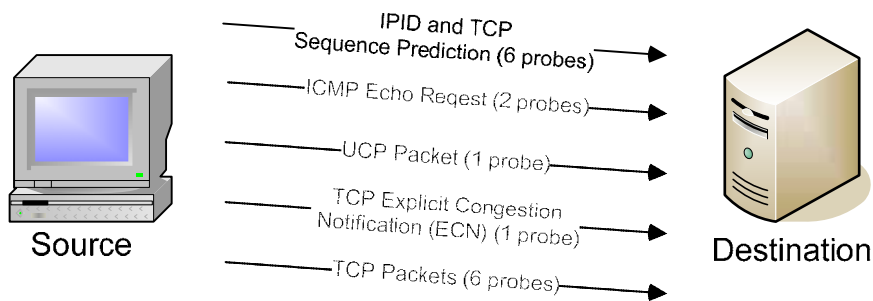 IPID and TCP
Sequence Prediction (6 probes)
ICMP Echo Reqest (2 probes)
UCP Packet (1 probe)
TCP Explicit Congestion
Notification (ECN) (1 probe)
TCP Packets (6 probes)
Source
Destination